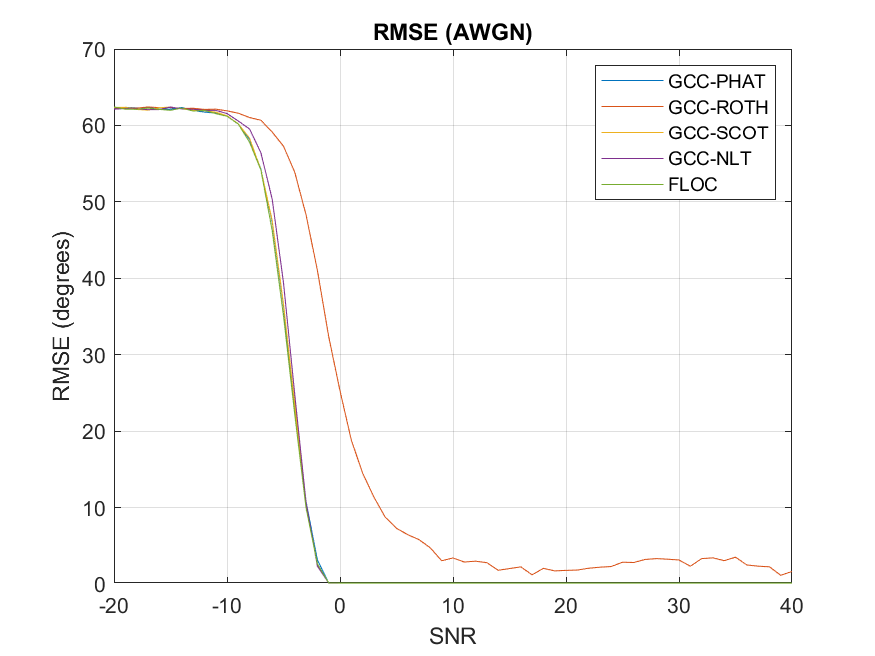 RMSE (AWGN)
70
60
50
40
30
20
10
0
RMSE (degrees)
GCC-PHAT
GCC-ROTH
GCC-SCOT
GCC-NLT
FLOC
-20 -10 0 10 20 30 40
SNR